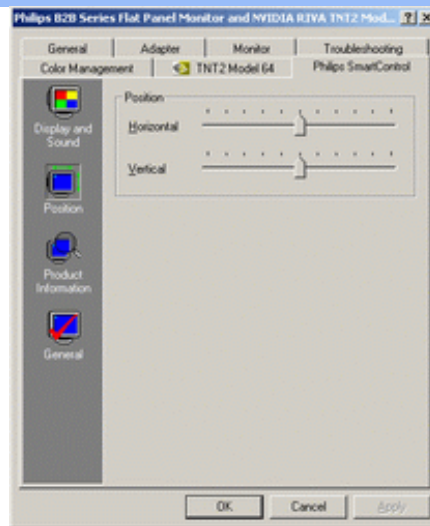 Philips B2B Series Flat Panel Monitor and NVIDIA RIVA TNT2 Mod...
General Adapter Monitor Troubleshooting
Color Management TNT2 Model 64 Philips SmartControl
Display and
Sound
Position
Product
Information
General
Position
Horizontal
Vertical
OK Cancel Apply